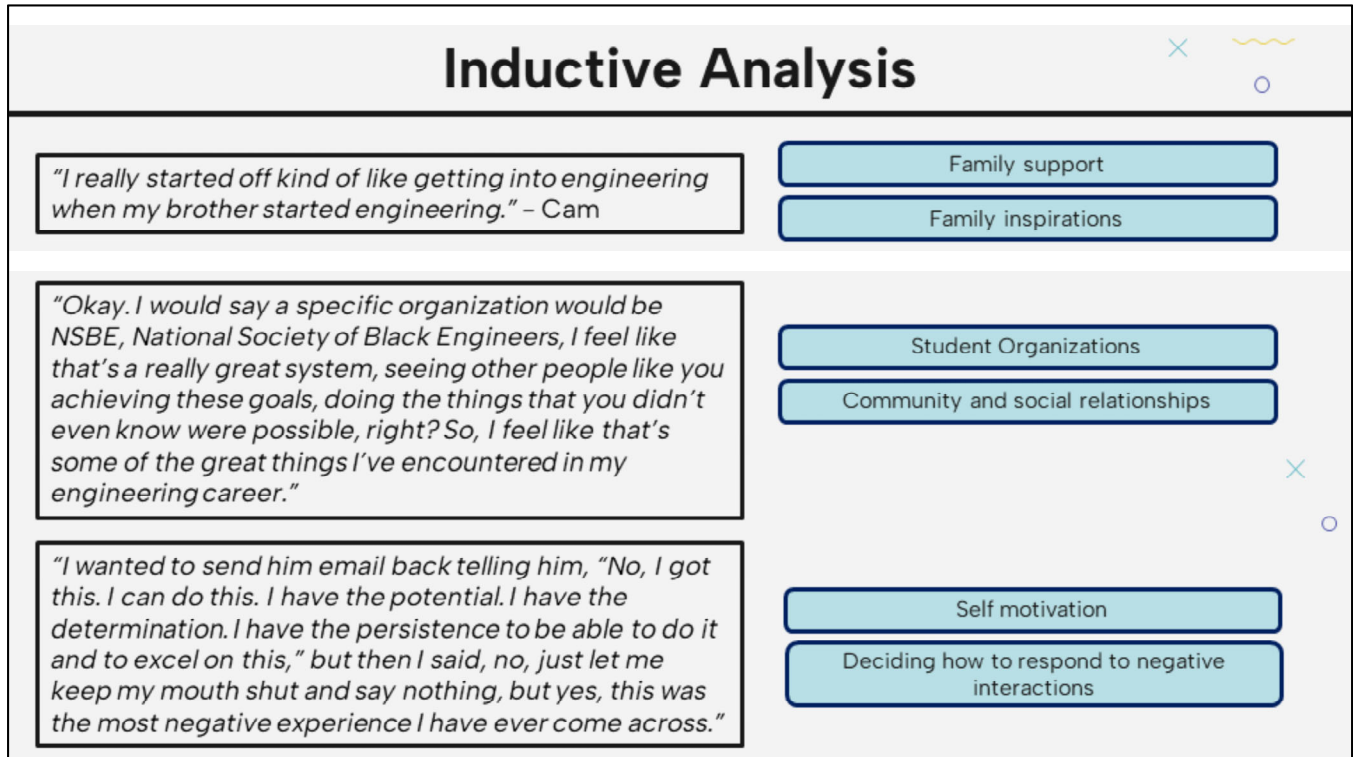 Inductive Analysis
“I really started off kind of like getting into engineering
when my brother started engineering.” – Cam
Family support
Family inspirations
“Okay. I would say a specific organization would be
NSBE, National Society of Black Engineers, I feel like
that’s a really great system, seeing other people like you
achieving these goals, doing the things that you didn’t
even know were possible, right? So, I feel like that’s
some of the great things I’ve encountered in my
engineering career.”
Student Organizations
Community and social relationships
“I wanted to send him email back telling him, “No, I got
this. I can do this. I have the potential. I have the
determination. I have the persistence to be able to do it
and to excel on this,” but then I said, no, just let me
keep my mouth shut and say nothing, but yes, this was
the most negative experience I have ever come across.”
Self motivation
Deciding how to respond to negative
interactions